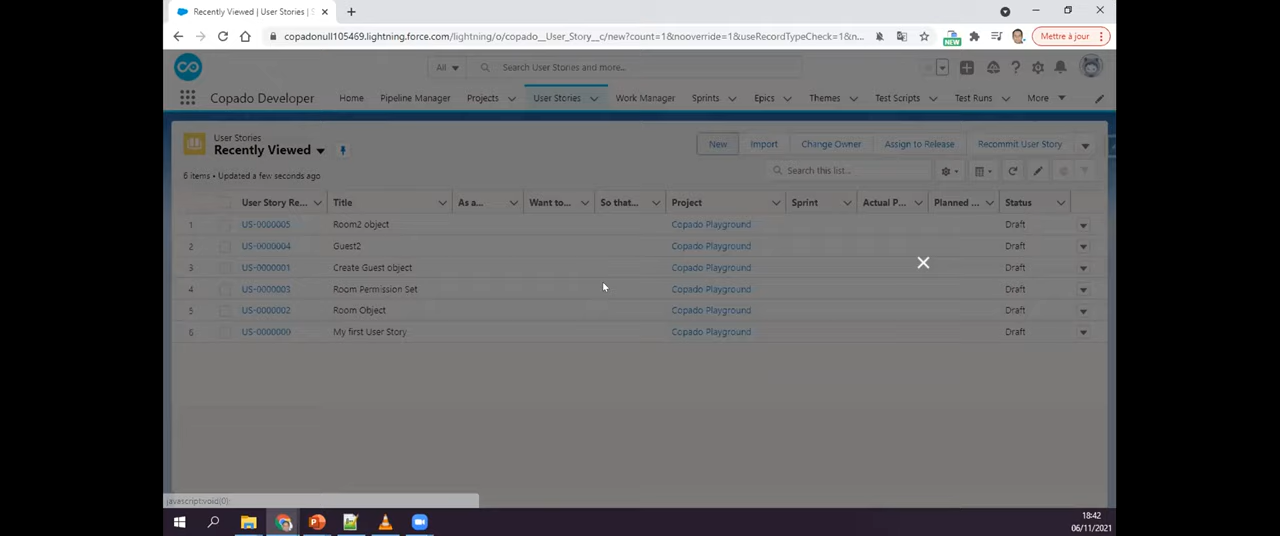 Recently Viewed | User Stories |
copadonull105469.lightning.force.com/lightning/o/copado__User_Story__c/new?count=1&nooverride=1&useRecordTypeCheck=1&n...
NEW
Mettre à jour
All
Search User Stories and more...
Copado Developer
Home
Pipeline Manager
Projects
User Stories
Work Manager
Sprints
Epics
Themes
Test Scripts
Test Runs
More
User Stories
Recently Viewed
New
Import
Change Owner
Assign to Release
Recommit User Story
6 items • Updated a few seconds ago
Search this list...
User Story Re... Title As a... Want to... So that... Project Sprint Actual P... Planned ... Status
1 US-0000005 Room2 object Copado Playground Draft
2 US-0000004 Guest2 Copado Playground Draft
3 US-0000001 Create Guest object Copado Playground Draft
4 US-0000003 Room Permission Set Copado Playground Draft
5 US-0000002 Room Object Copado Playground Draft
6 US-0000000 My first User Story Copado Playground Draft
javascript:void(0);
18:42
06/11/2021